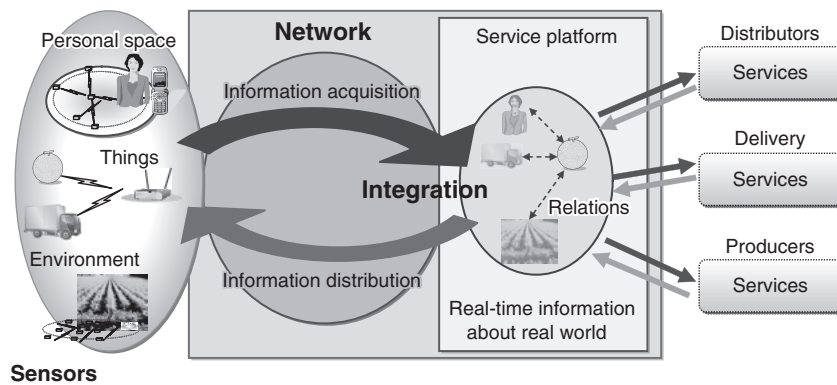 Personal space
Things
Environment
Sensors
Network
Information acquisition
Integration
Information distribution
Service platform
Relations
Real-time information
about real world
Distributors
Services
Delivery
Services
Producers
Services